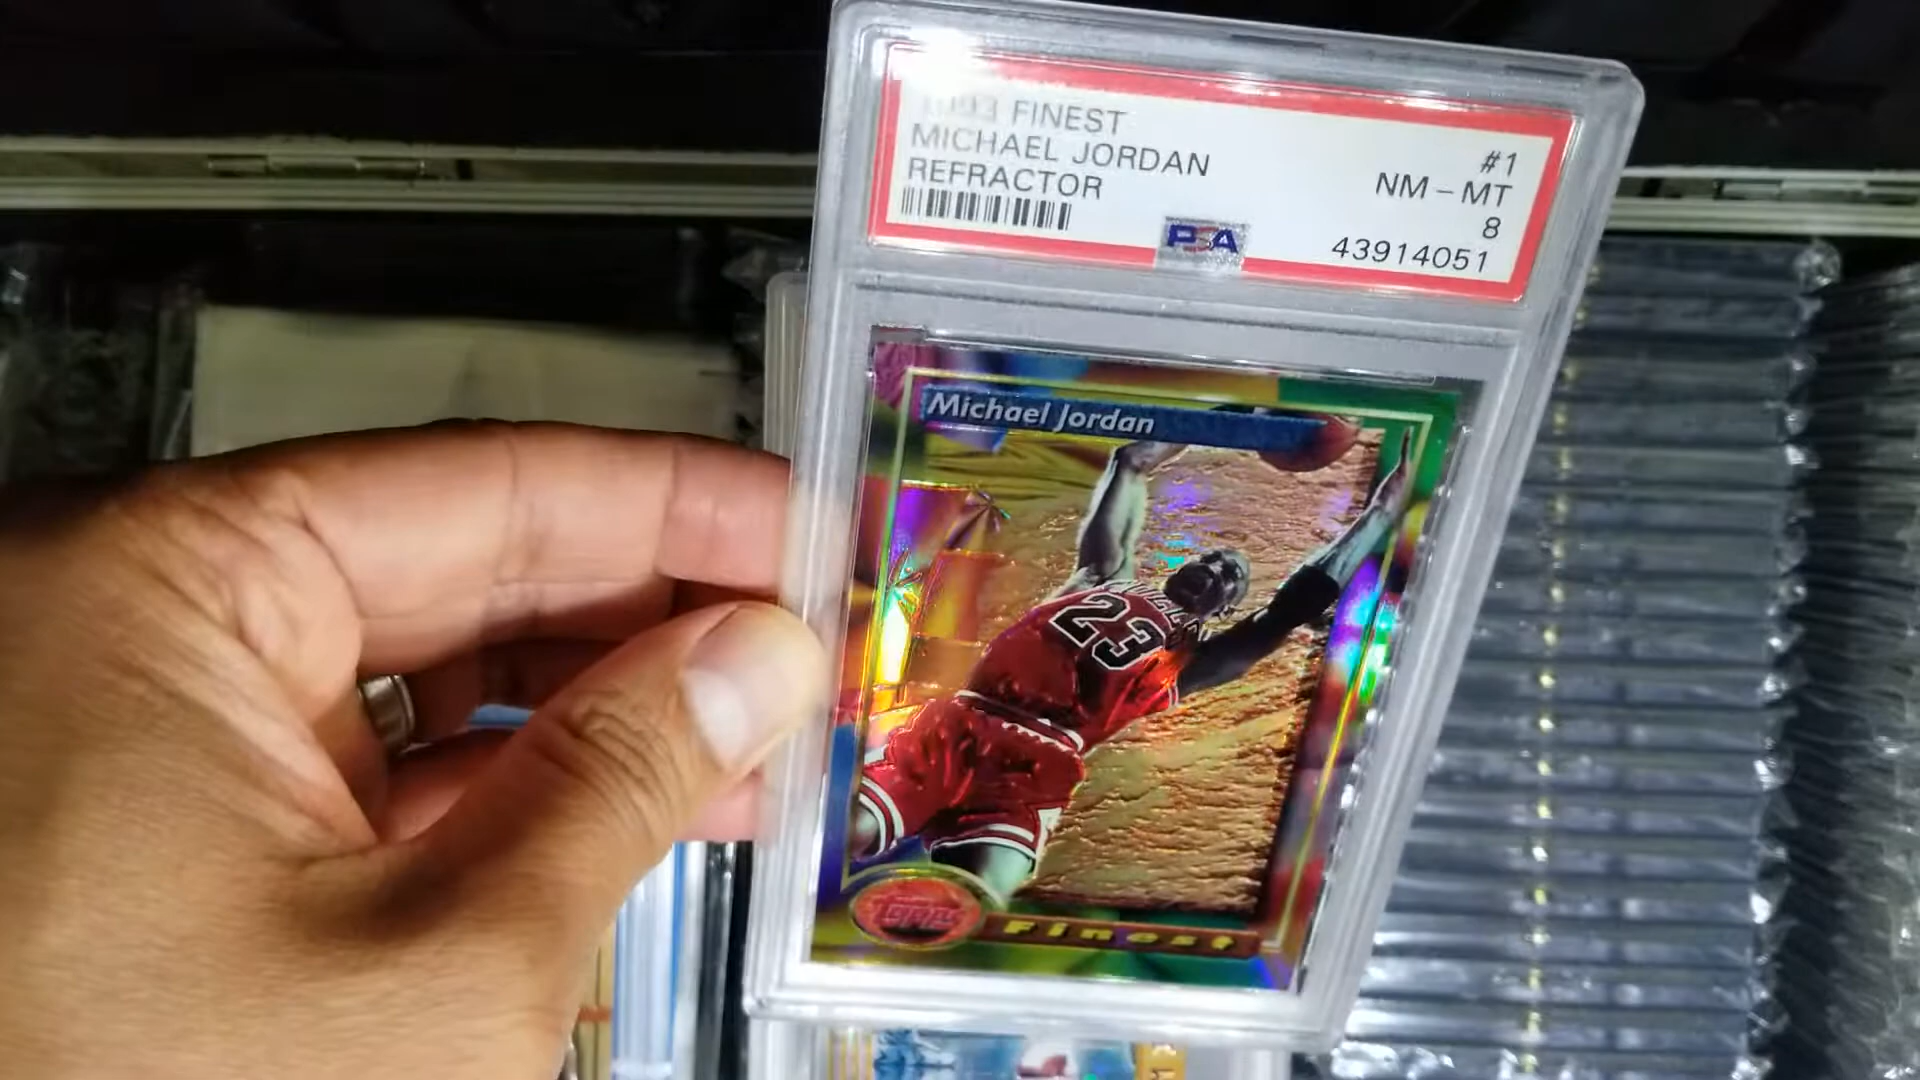 1993 FINEST
MICHAEL JORDAN
REFRACTOR
#1
NM - MT
8
PSA
43914051
Michael Jordan
23
Topps
Finest